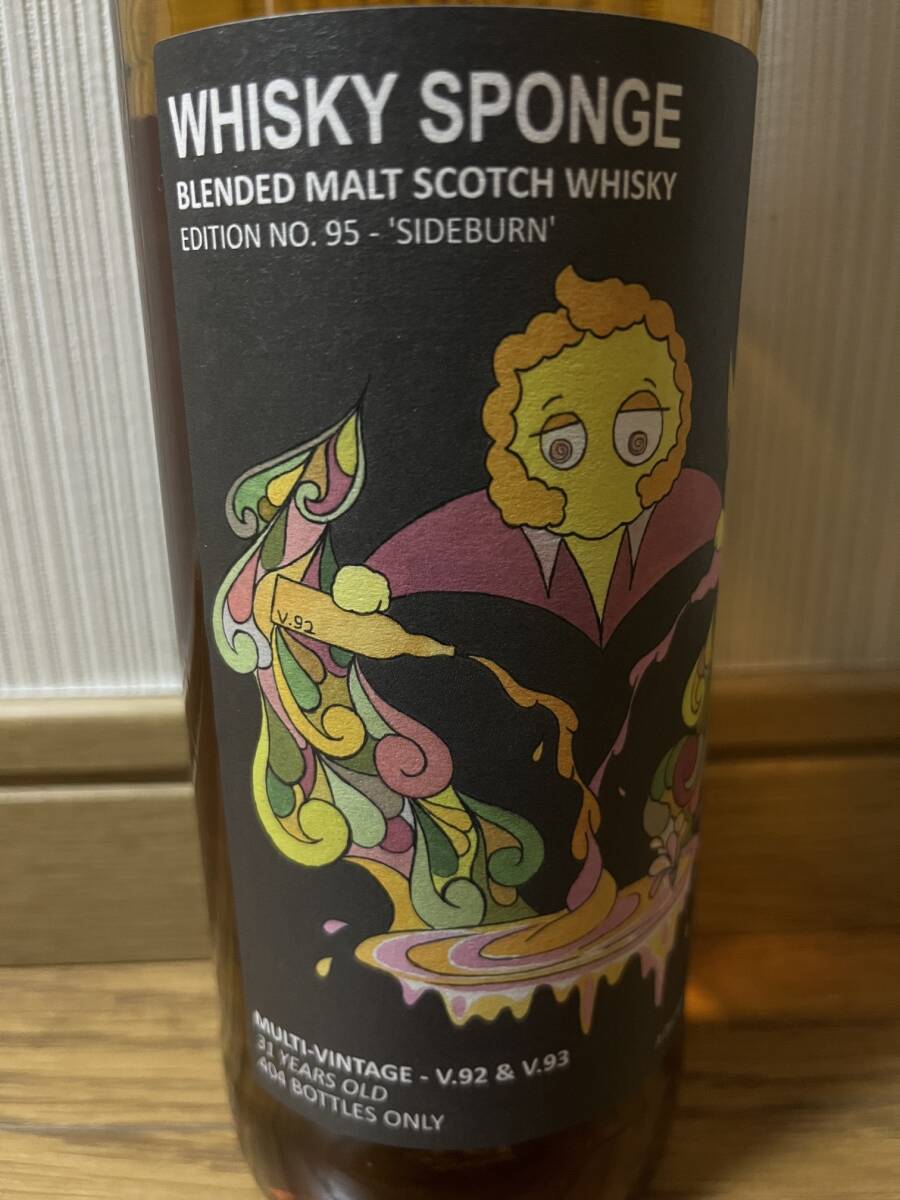 WHISKY SPONGE
BLENDED MALT SCOTCH WHISKY
EDITION NO. 95 - 'SIDEBURN'
V.92
MULTI-VINTAGE - V.92 & V.93
31 YEARS OLD
404 BOTTLES ONLY